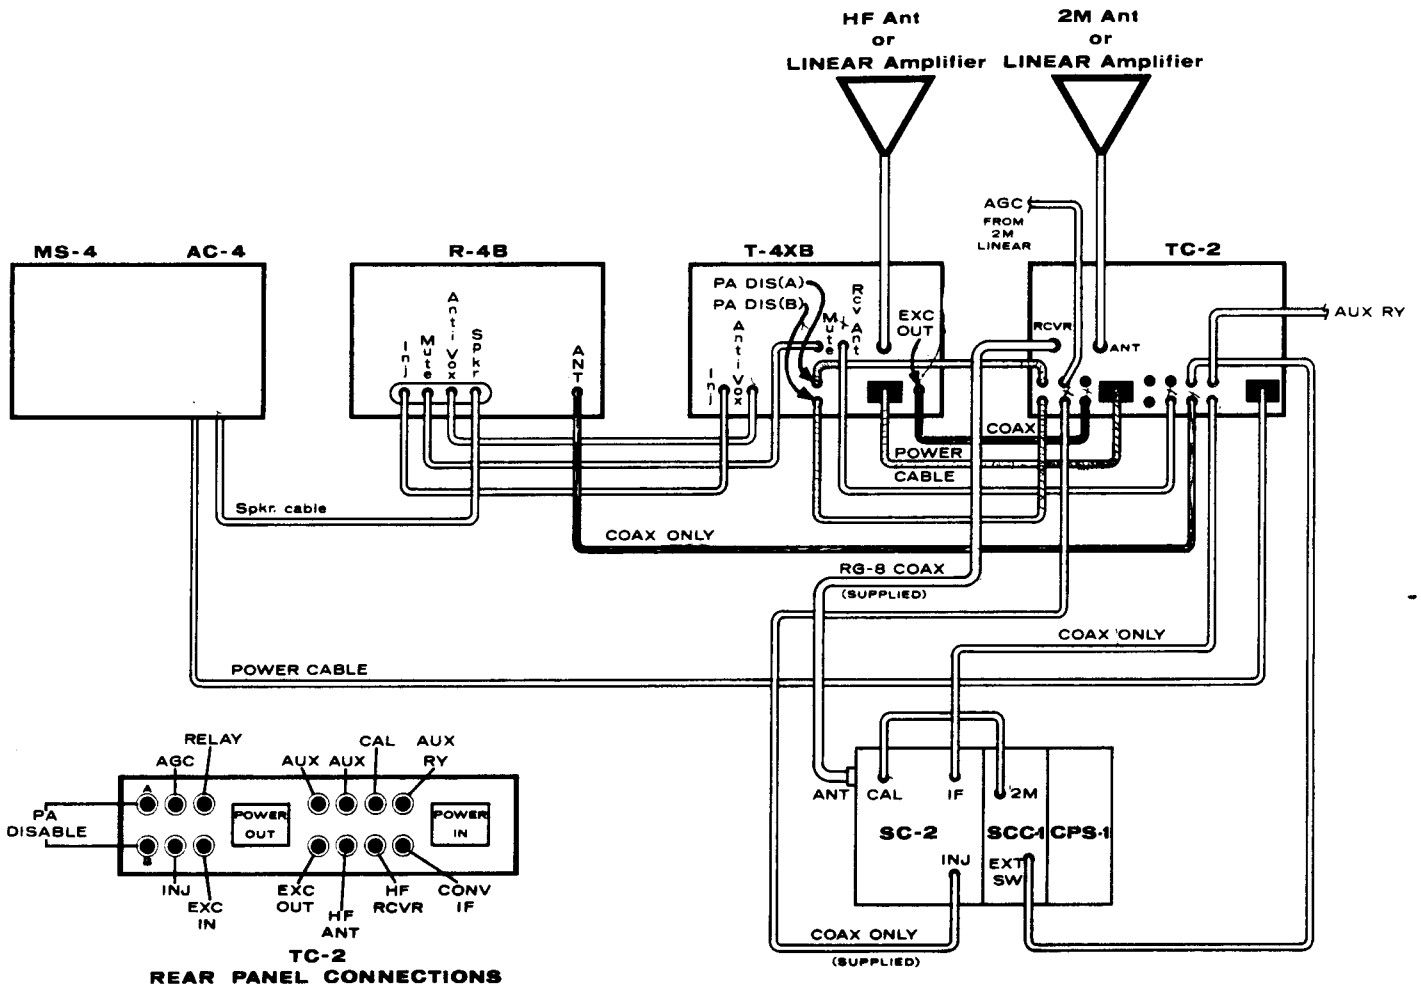 HF Ant
or
LINEAR Amplifier
2M Ant
or
LINEAR Amplifier
AGC
FROM
2M
LINEAR
MS-4
AC-4
R-4B
T-4XB
TC-2
Inj
Mute
Anti Vox
Spkr
ANT
PA DIS(A)
PA DIS(B)
Inj
Anti Vox
Mute
Rcv Ant
EXC
OUT
RCVR
ANT
AUX RY
COAX
POWER
CABLE
Spkr. cable
COAX ONLY
RG-8 COAX
(SUPPLIED)
COAX ONLY
POWER CABLE
RELAY
AGC
AUX
AUX
CAL
AUX
RY
A
PA
DISABLE
B
POWER
OUT
POWER
IN
INJ
EXC
IN
EXC
OUT
HF
ANT
HF
RCVR
CONV
IF
TC-2
REAR PANEL CONNECTIONS
ANT
CAL
IF
2M
SC-2
SCC-1
CPS-1
INJ
EXT
SW
COAX ONLY
(SUPPLIED)